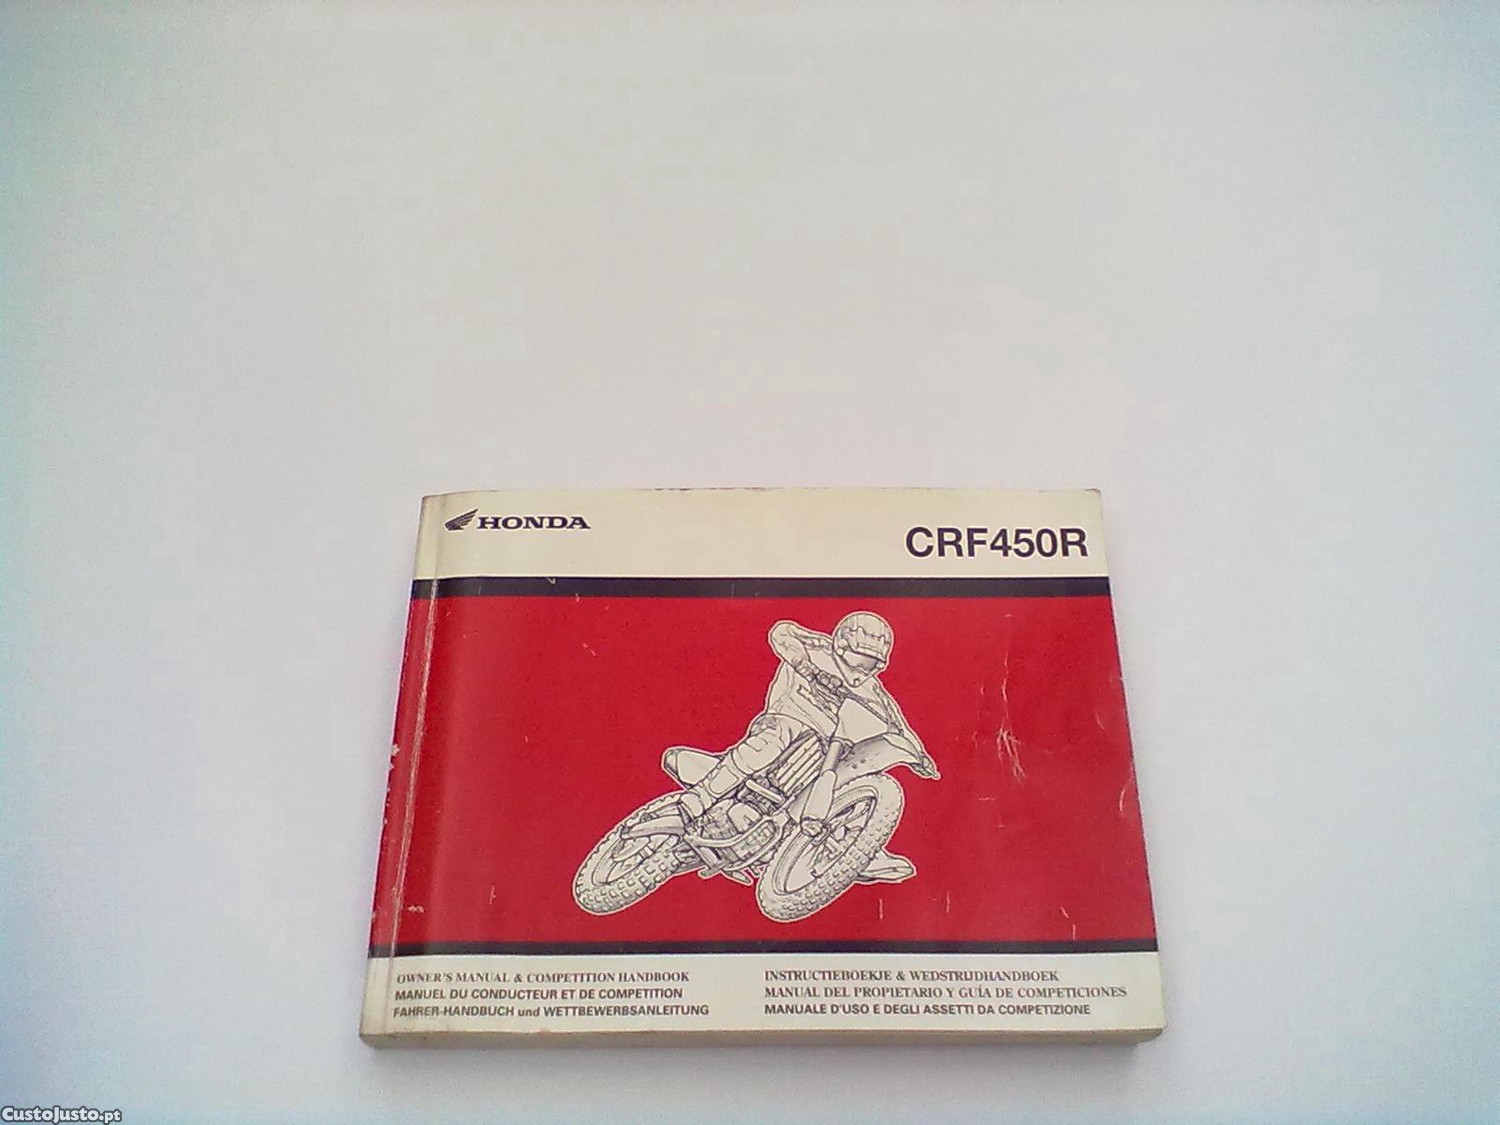 HONDA
CRF450R
OWNER'S MANUAL & COMPETITION HANDBOOK
MANUEL DU CONDUCTEUR ET DE COMPETITION
FAHRER-HANDBUCH und WETTBEWERBSANLEITUNG
INSTRUCTIEBOEKJE & WEDSTRIJDHANDBOEK
MANUAL DEL PROPIETARIO Y GUÍA DE COMPETICIONES
MANUALE D'USO E DEGLI ASSETTI DA COMPETIZIONE
CustoJusto.pt